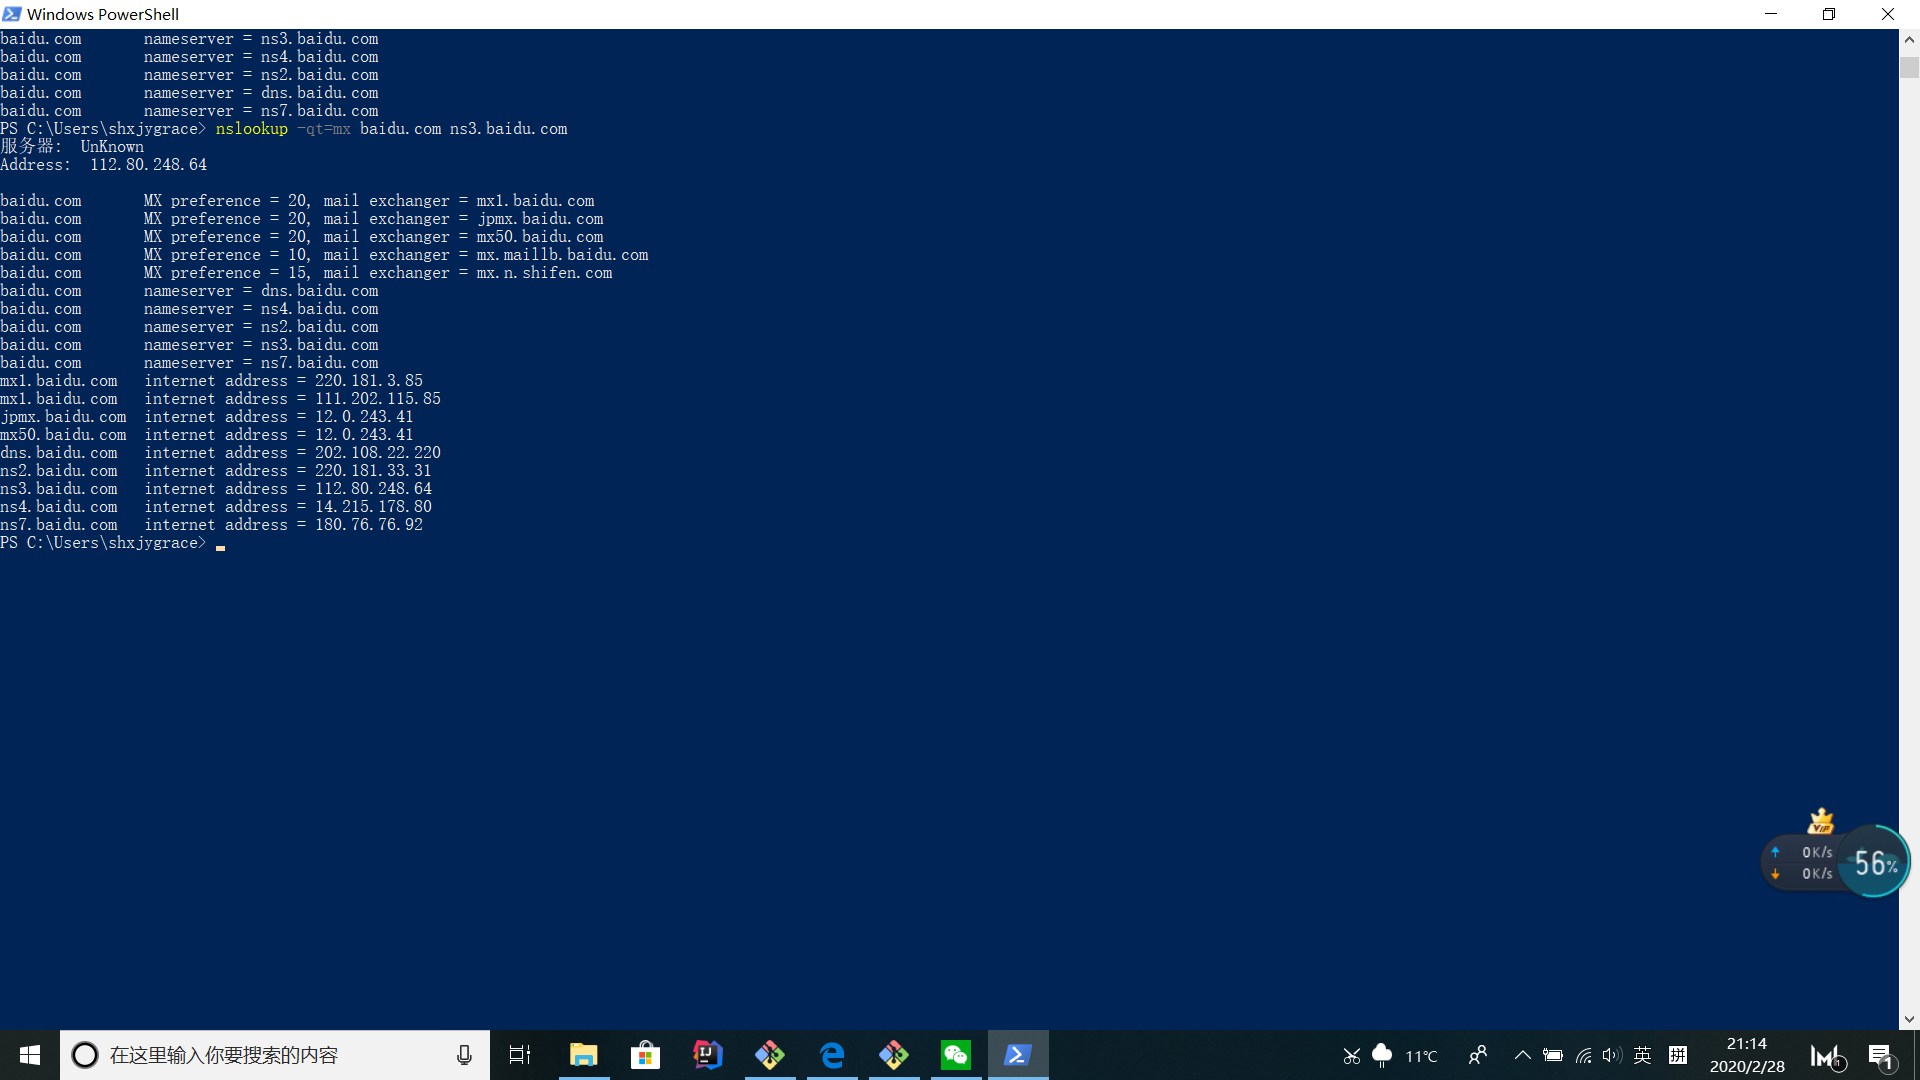 Windows PowerShell
baidu.com nameserver = ns3.baidu.com
baidu.com nameserver = ns4.baidu.com
baidu.com nameserver = ns2.baidu.com
baidu.com nameserver = dns.baidu.com
baidu.com nameserver = ns7.baidu.com
PS C:\Users\shxjygrace> nslookup -qt=mx baidu.com ns3.baidu.com
服务器: UnKnown
Address: 112.80.248.64
baidu.com MX preference = 20, mail exchanger = mx1.baidu.com
baidu.com MX preference = 20, mail exchanger = jpmx.baidu.com
baidu.com MX preference = 20, mail exchanger = mx50.baidu.com
baidu.com MX preference = 10, mail exchanger = mx.maillb.baidu.com
baidu.com MX preference = 15, mail exchanger = mx.n.shifen.com
baidu.com nameserver = dns.baidu.com
baidu.com nameserver = ns4.baidu.com
baidu.com nameserver = ns2.baidu.com
baidu.com nameserver = ns3.baidu.com
baidu.com nameserver = ns7.baidu.com
mx1.baidu.com internet address = 220.181.3.85
mx1.baidu.com internet address = 111.202.115.85
jpmx.baidu.com internet address = 12.0.243.41
mx50.baidu.com internet address = 12.0.243.41
dns.baidu.com internet address = 202.108.22.220
ns2.baidu.com internet address = 220.181.33.31
ns3.baidu.com internet address = 112.80.248.64
ns4.baidu.com internet address = 14.215.178.80
ns7.baidu.com internet address = 180.76.76.92
PS C:\Users\shxjygrace>
VIP
0K/s
0K/s
56%
在这里输入你要搜索的内容
11°C
英
拼
21:14
2020/2/28
1